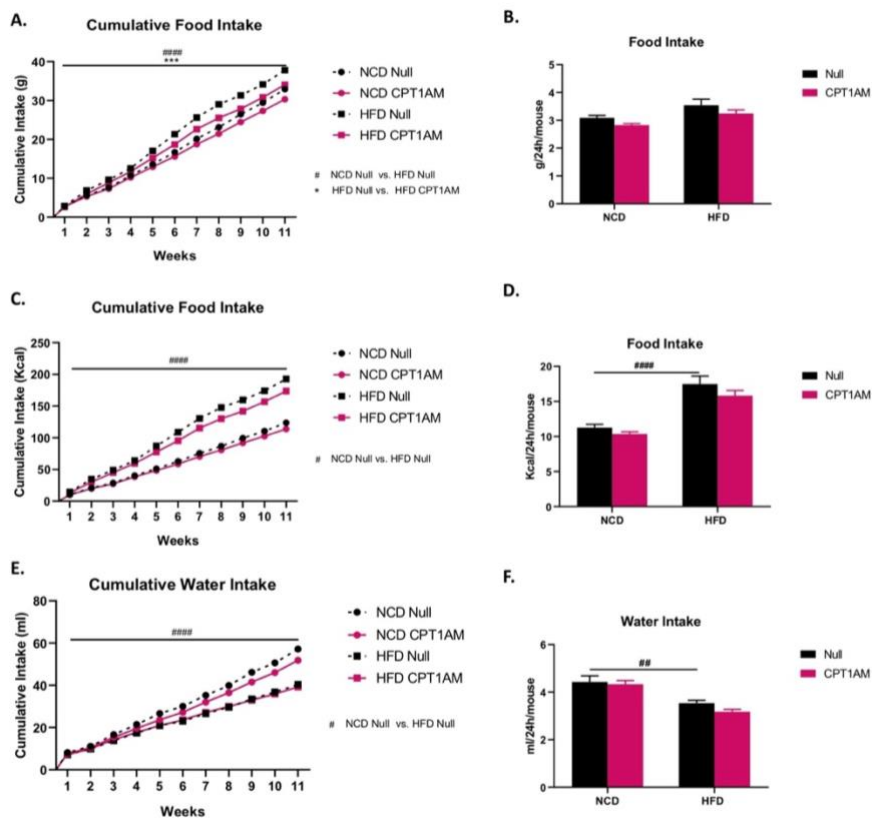 A.
Cumulative Food Intake
####
***
Cumulative Intake (g)
40
30
20
10
0
1 2 3 4 5 6 7 8 9 10 11
Weeks
NCD Null
NCD CPT1AM
HFD Null
HFD CPT1AM
# NCD Null vs. HFD Null
* HFD Null vs. HFD CPT1AM
B.
Food Intake
g/24h/mouse
5
4
3
2
1
0
NCD HFD
Null
CPT1AM
C.
Cumulative Food Intake
####
Cumulative Intake (Kcal)
250
200
150
100
50
0
1 2 3 4 5 6 7 8 9 10 11
Weeks
NCD Null
NCD CPT1AM
HFD Null
HFD CPT1AM
# NCD Null vs. HFD Null
D.
Food Intake
####
Kcal/24h/mouse
20
15
10
5
0
NCD HFD
Null
CPT1AM
E.
Cumulative Water Intake
####
Cumulative Intake (ml)
80
60
40
20
0
1 2 3 4 5 6 7 8 9 10 11
Weeks
NCD Null
NCD CPT1AM
HFD Null
HFD CPT1AM
# NCD Null vs. HFD Null
F.
Water Intake
##
ml/24h/mouse
6
4
2
0
NCD HFD
Null
CPT1AM